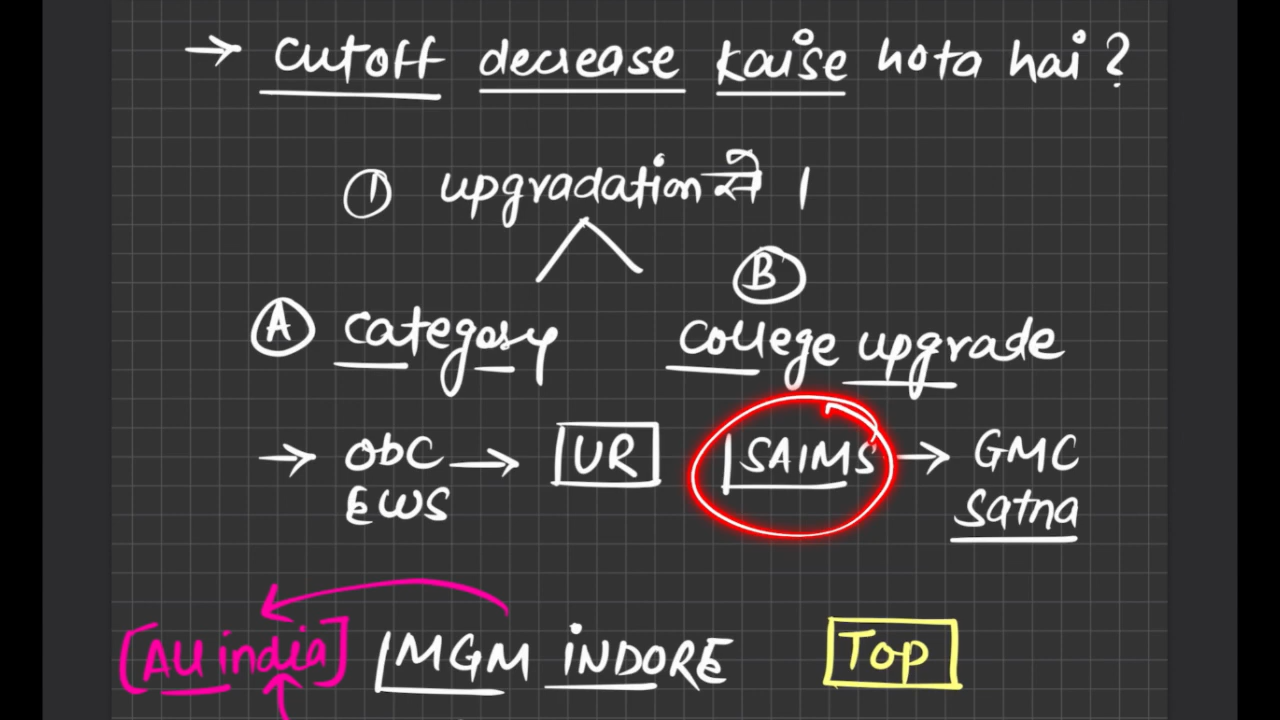 → cutoff decrease kaise hota hai ?
① upgradation से ।
Ⓐ category Ⓑ college upgrade
→ ObC → UR SAIMS → GMC
EWS Satna
[All india] MGM INDORE Top